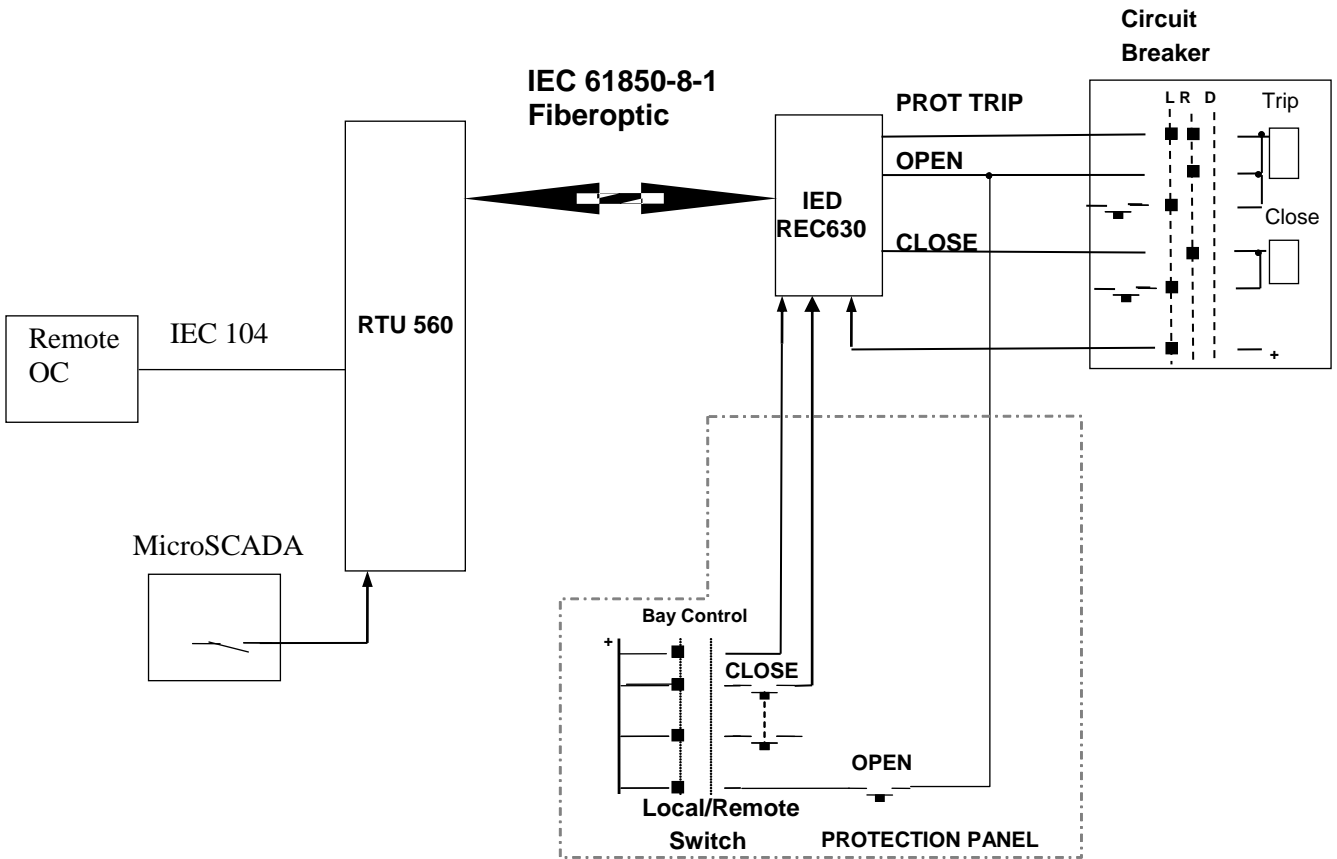 Circuit
Breaker
IEC 61850-8-1
Fiberoptic
PROT TRIP
L R D
Trip
OPEN
IED
REC630
Close
CLOSE
RTU 560
Remote
OC
IEC 104
MicroSCADA
+
Bay Control
+
CLOSE
OPEN
Local/Remote
Switch
PROTECTION PANEL